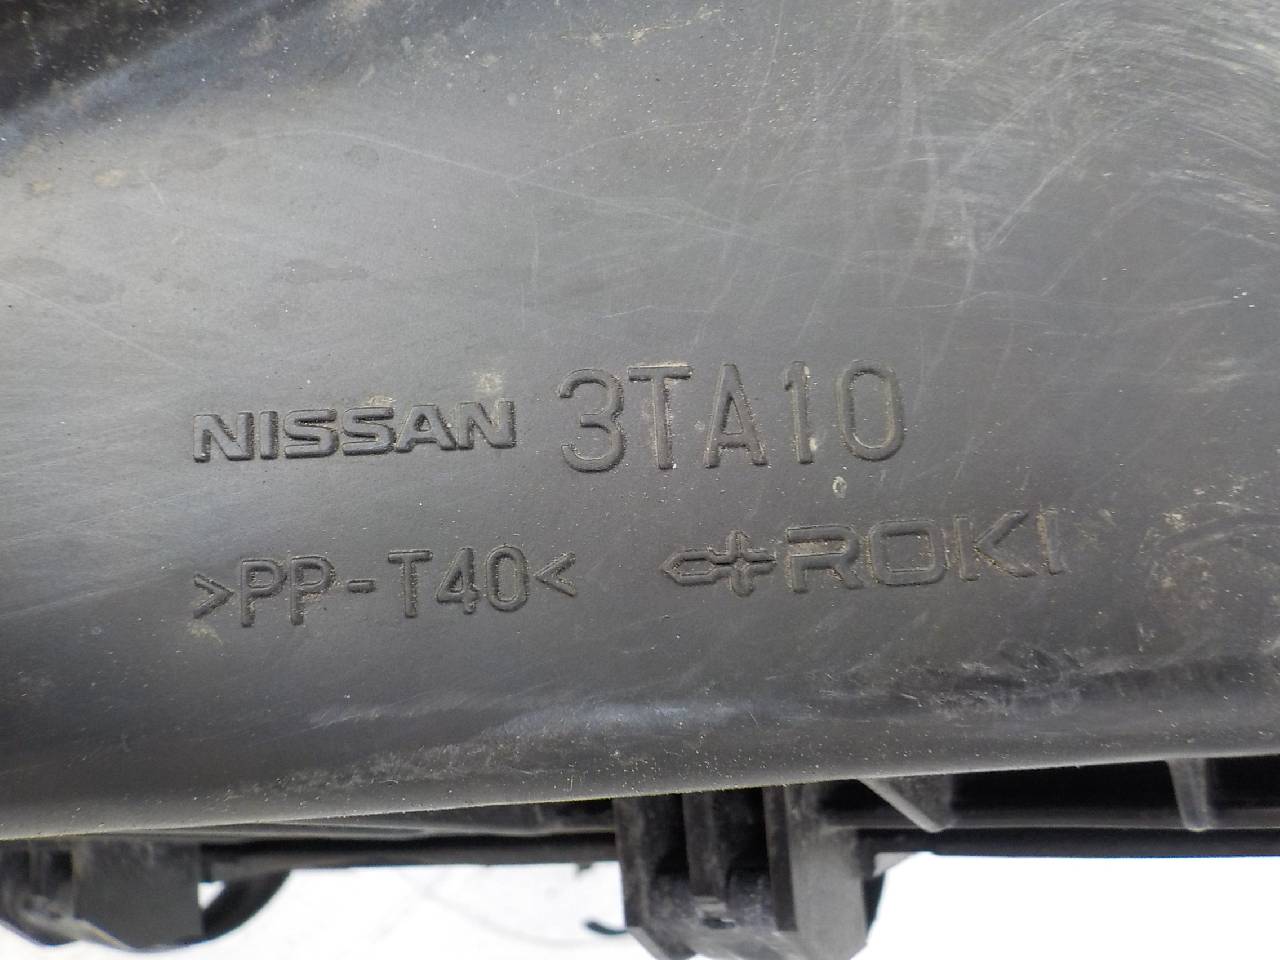 NISSAN 3TA10
>PP-T40< ROKI